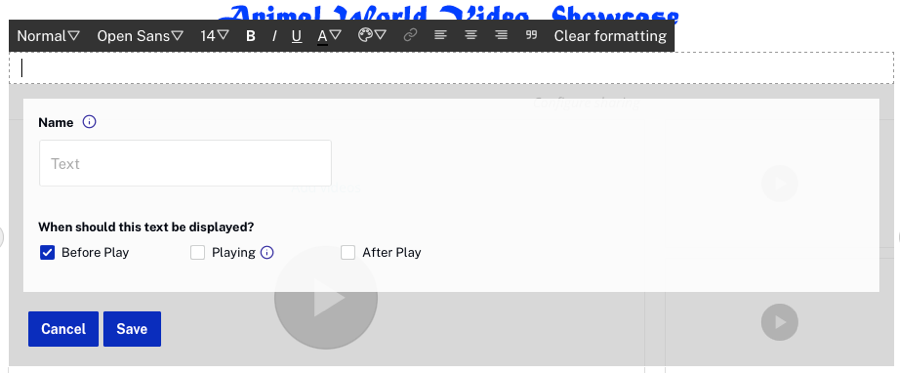 Animal World Video Showcase
Normal Open Sans 14 B I U A Clear formatting
Name
Text
When should this text be displayed?
Before Play Playing After Play
Cancel Save